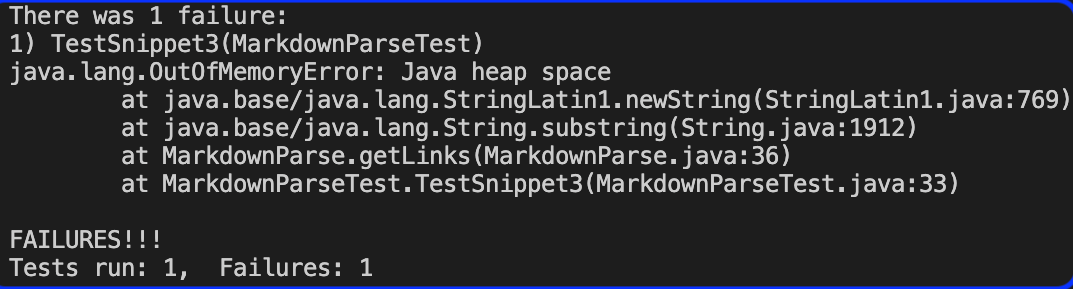 There was 1 failure:
1) TestSnippet3(MarkdownParseTest)
java.lang.OutOfMemoryError: Java heap space
        at java.base/java.lang.StringLatin1.newString(StringLatin1.java:769)
        at java.base/java.lang.String.substring(String.java:1912)
        at MarkdownParse.getLinks(MarkdownParse.java:36)
        at MarkdownParseTest.TestSnippet3(MarkdownParseTest.java:33)

FAILURES!!!
Tests run: 1,  Failures: 1